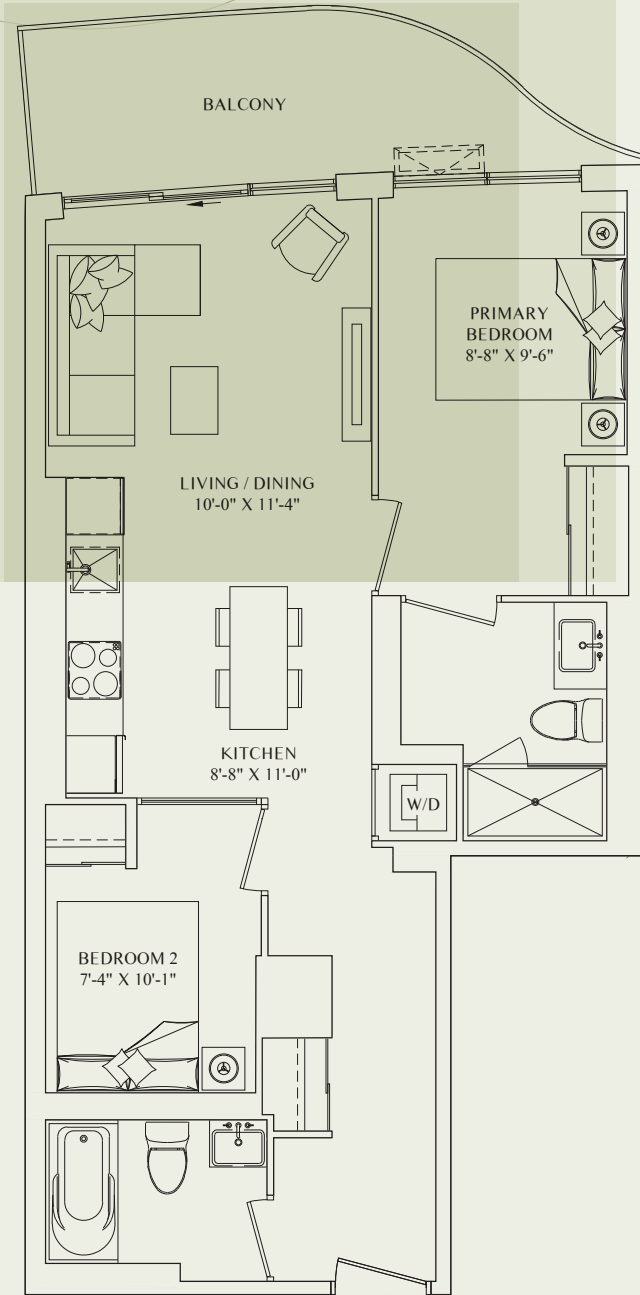 BALCONY
PRIMARY
BEDROOM
8'-8" X 9'-6"
LIVING / DINING
10'-0" X 11'-4"
KITCHEN
8'-8" X 11'-0"
W/D
BEDROOM 2
7'-4" X 10'-1"